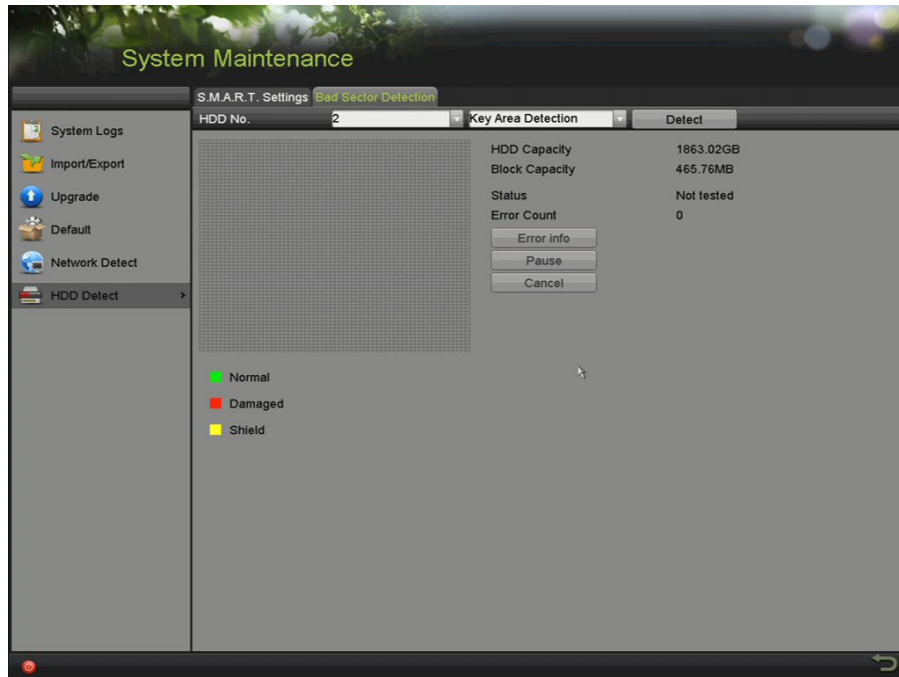 System Maintenance
S.M.A.R.T. Settings Bad Sector Detection
HDD No. 2 Key Area Detection Detect
System Logs
Import/Export
Upgrade
Default
Network Detect
HDD Detect >
HDD Capacity 1863.02GB
Block Capacity 465.76MB
Status Not tested
Error Count 0
Error info
Pause
Cancel
Normal
Damaged
Shield